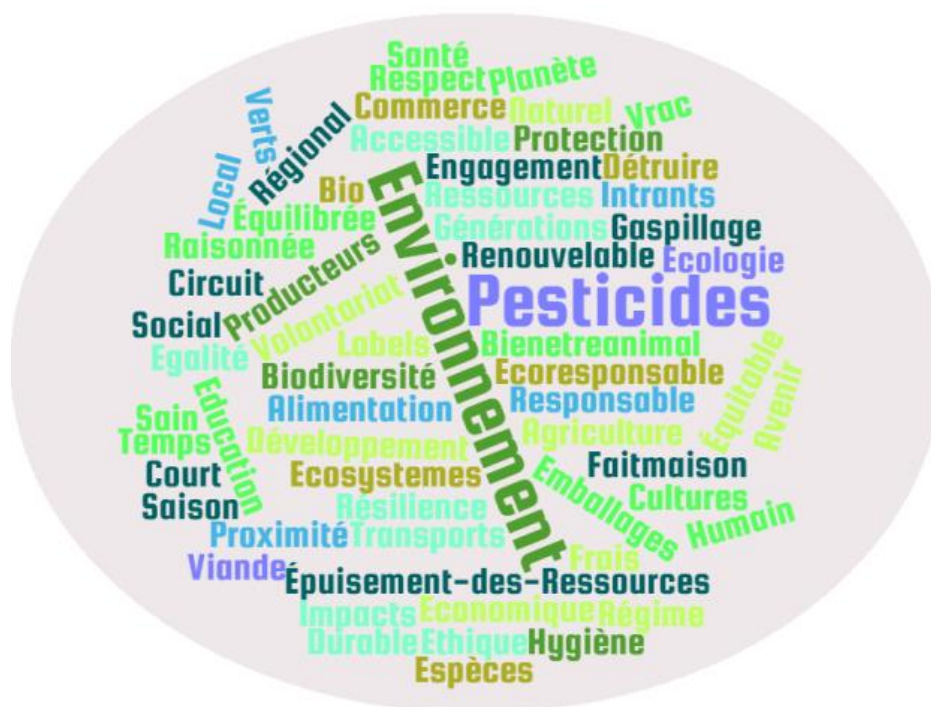 Santé
Respect
Planète
Verts
Commerce
Naturel
Vrac
Régional
Accessible
Protection
Local
Engagement
Détruire
Bio
Ressources
Intrants
Équilibrée
Environnement
Générations
Gaspillage
Raisonnée
Producteurs
Renouvelable
Ecologie
Circuit
Volontariat
Pesticides
Social
Labels
Bienetreanimal
Egalité
Équitable
Avenir
Biodiversité
Ecoresponsable
Education
Alimentation
Responsable
Sain
Temps
Développement
Agriculture
Court
Ecosystemes
Emballages
Faitmaison
Saison
Résilience
Cultures
Humain
Proximité
Transports
Viande
Frais
Épuisement-des-Ressources
Impacts
Economique
Régime
Durable
Ethique
Hygiène
Espèces